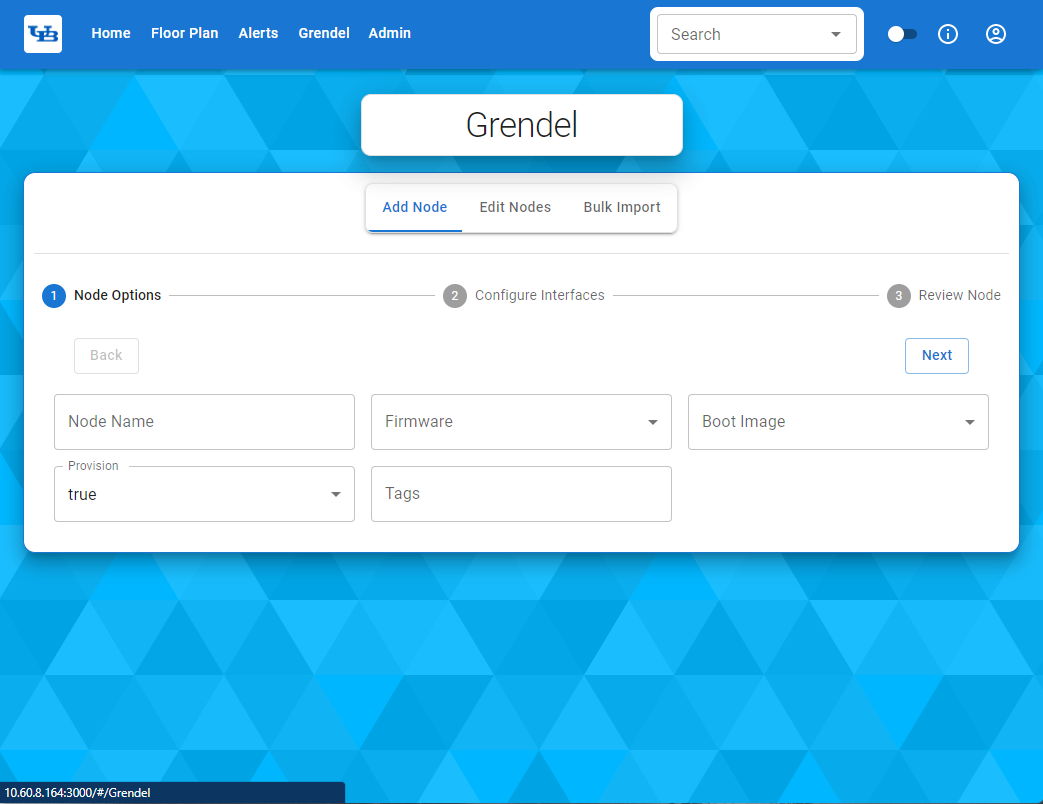 UB Home Floor Plan Alerts Grendel Admin Search
Grendel
Add Node Edit Nodes Bulk Import
1 Node Options 2 Configure Interfaces 3 Review Node
Back Next
Node Name Firmware Boot Image
Provision
true Tags
10.60.8.164:3000/#/Grendel